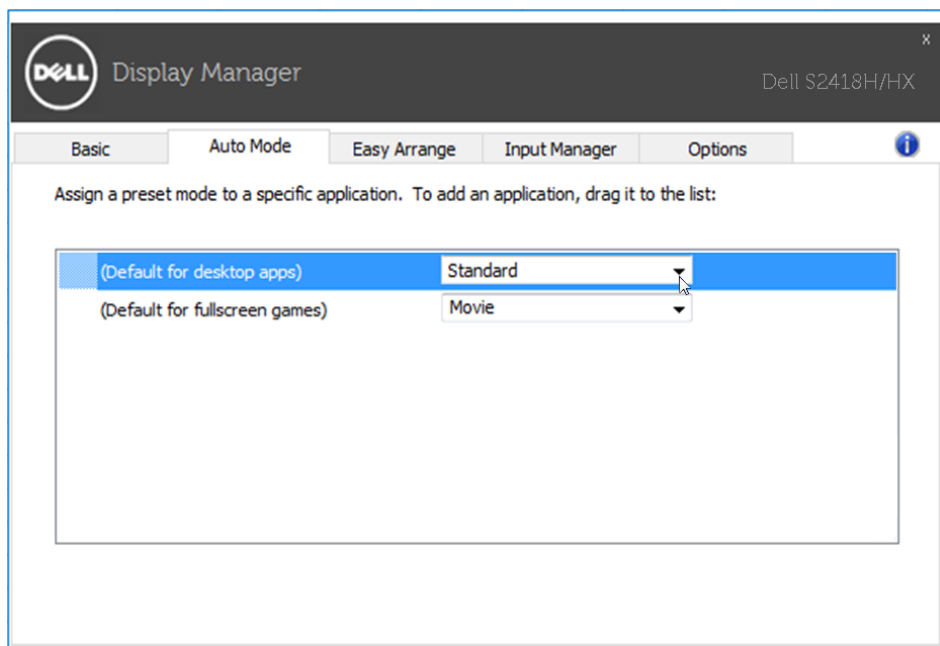 DELL Display Manager
x
Dell S2418H/HX
Basic Auto Mode Easy Arrange Input Manager Options i
Assign a preset mode to a specific application. To add an application, drag it to the list:
(Default for desktop apps) Standard
(Default for fullscreen games) Movie